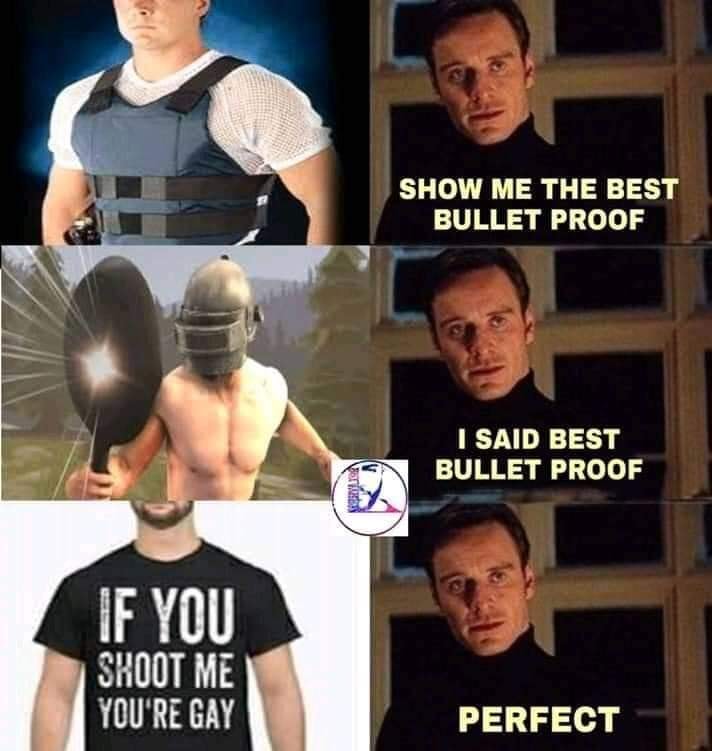 SHOW ME THE BEST
BULLET PROOF
I SAID BEST
BULLET PROOF
IF YOU
SHOOT ME
YOU'RE GAY
PERFECT